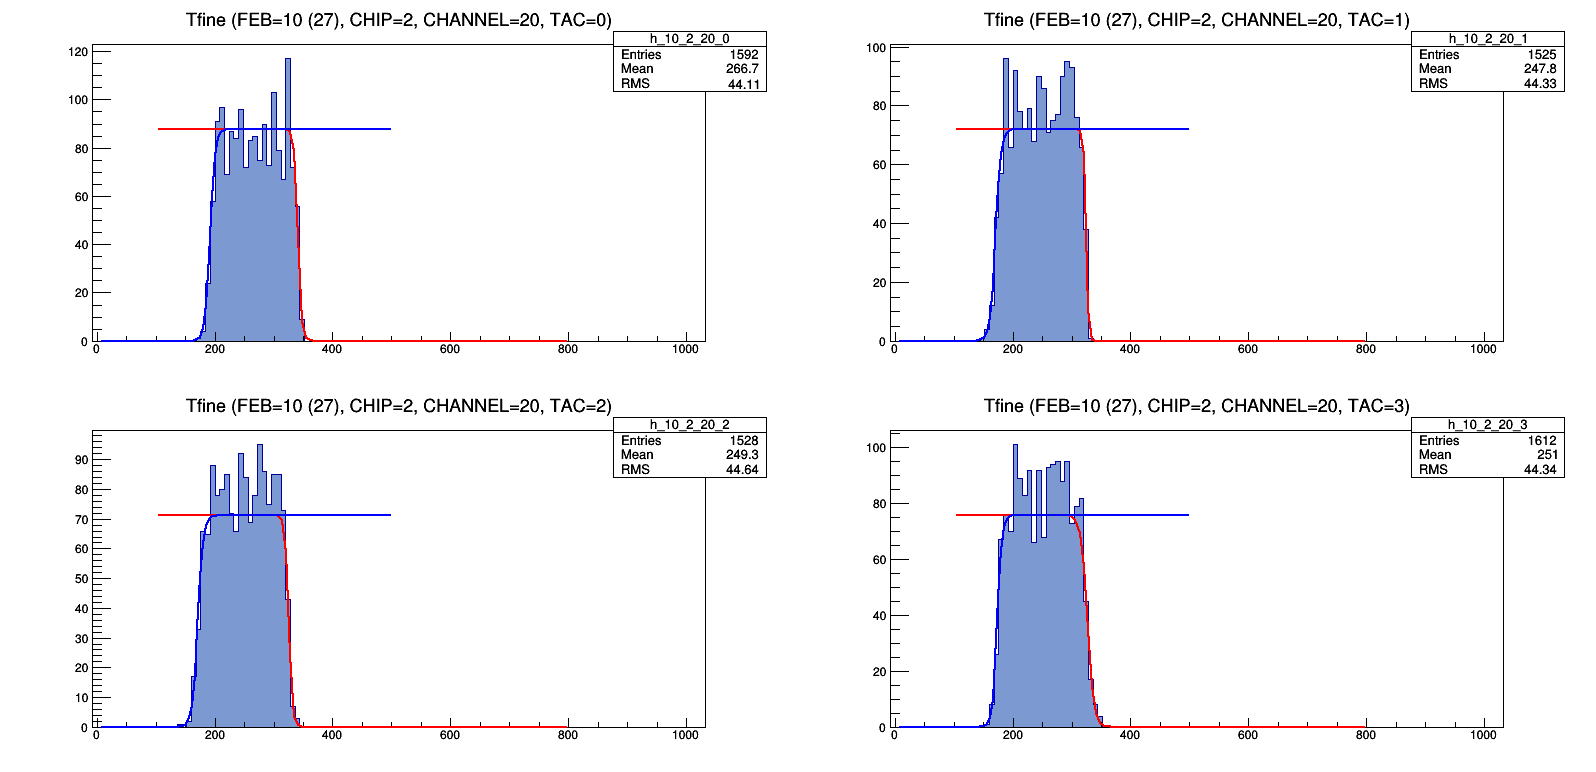 Tfine (FEB=10 (27), CHIP=2, CHANNEL=20, TAC=0)
h_10_2_20_0
Entries 1592
Mean 266.7
RMS 44.11
120
100
80
60
40
20
0
0 200 400 600 800 1000
Tfine (FEB=10 (27), CHIP=2, CHANNEL=20, TAC=1)
h_10_2_20_1
Entries 1525
Mean 247.8
RMS 44.33
100
80
60
40
20
0
0 200 400 600 800 1000
Tfine (FEB=10 (27), CHIP=2, CHANNEL=20, TAC=2)
h_10_2_20_2
Entries 1528
Mean 249.3
RMS 44.64
90
80
70
60
50
40
30
20
10
0
0 200 400 600 800 1000
Tfine (FEB=10 (27), CHIP=2, CHANNEL=20, TAC=3)
h_10_2_20_3
Entries 1612
Mean 251
RMS 44.34
100
80
60
40
20
0
0 200 400 600 800 1000